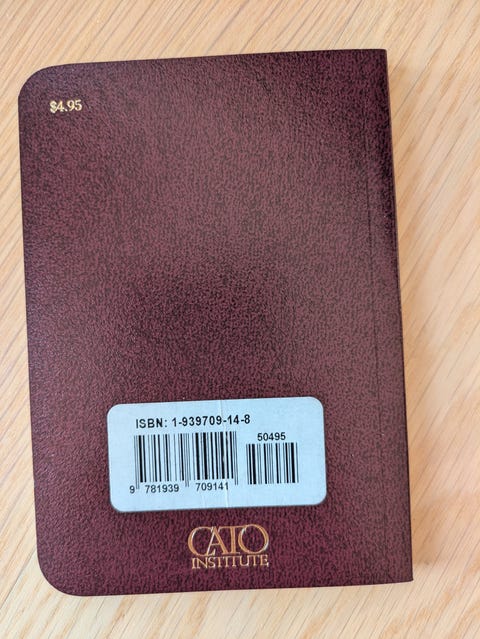 $4.95
ISBN: 1-939709-14-8
50495
9 781939 709141
CATO
INSTITUTE